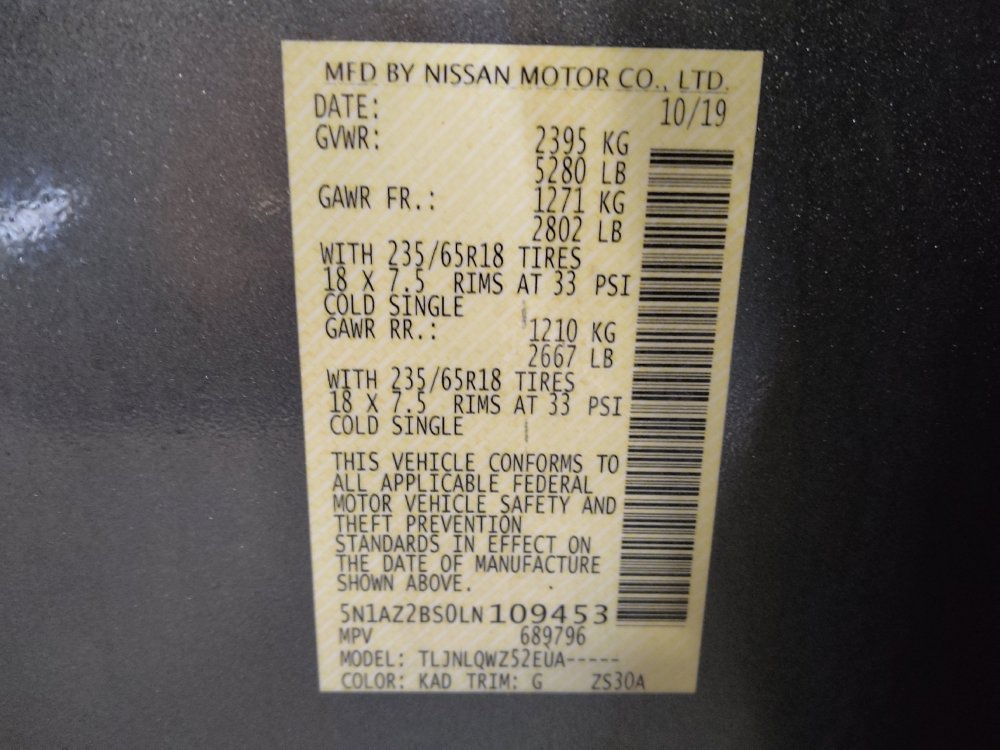 MFD BY NISSAN MOTOR CO., LTD.
DATE: 10/19
GVWR: 2395 KG
5280 LB
GAWR FR.: 1271 KG
2802 LB
WITH 235/65R18 TIRES
18 X 7.5 RIMS AT 33 PSI
COLD SINGLE
GAWR RR.: 1210 KG
2667 LB
WITH 235/65R18 TIRES
18 X 7.5 RIMS AT 33 PSI
COLD SINGLE
THIS VEHICLE CONFORMS TO
ALL APPLICABLE FEDERAL
MOTOR VEHICLE SAFETY AND
THEFT PREVENTION
STANDARDS IN EFFECT ON
THE DATE OF MANUFACTURE
SHOWN ABOVE.
5N1AZ2BS0LN109453
MPV 689796
MODEL: TLJNLQWZ52EUA-----
COLOR: KAD TRIM: G ZS30A